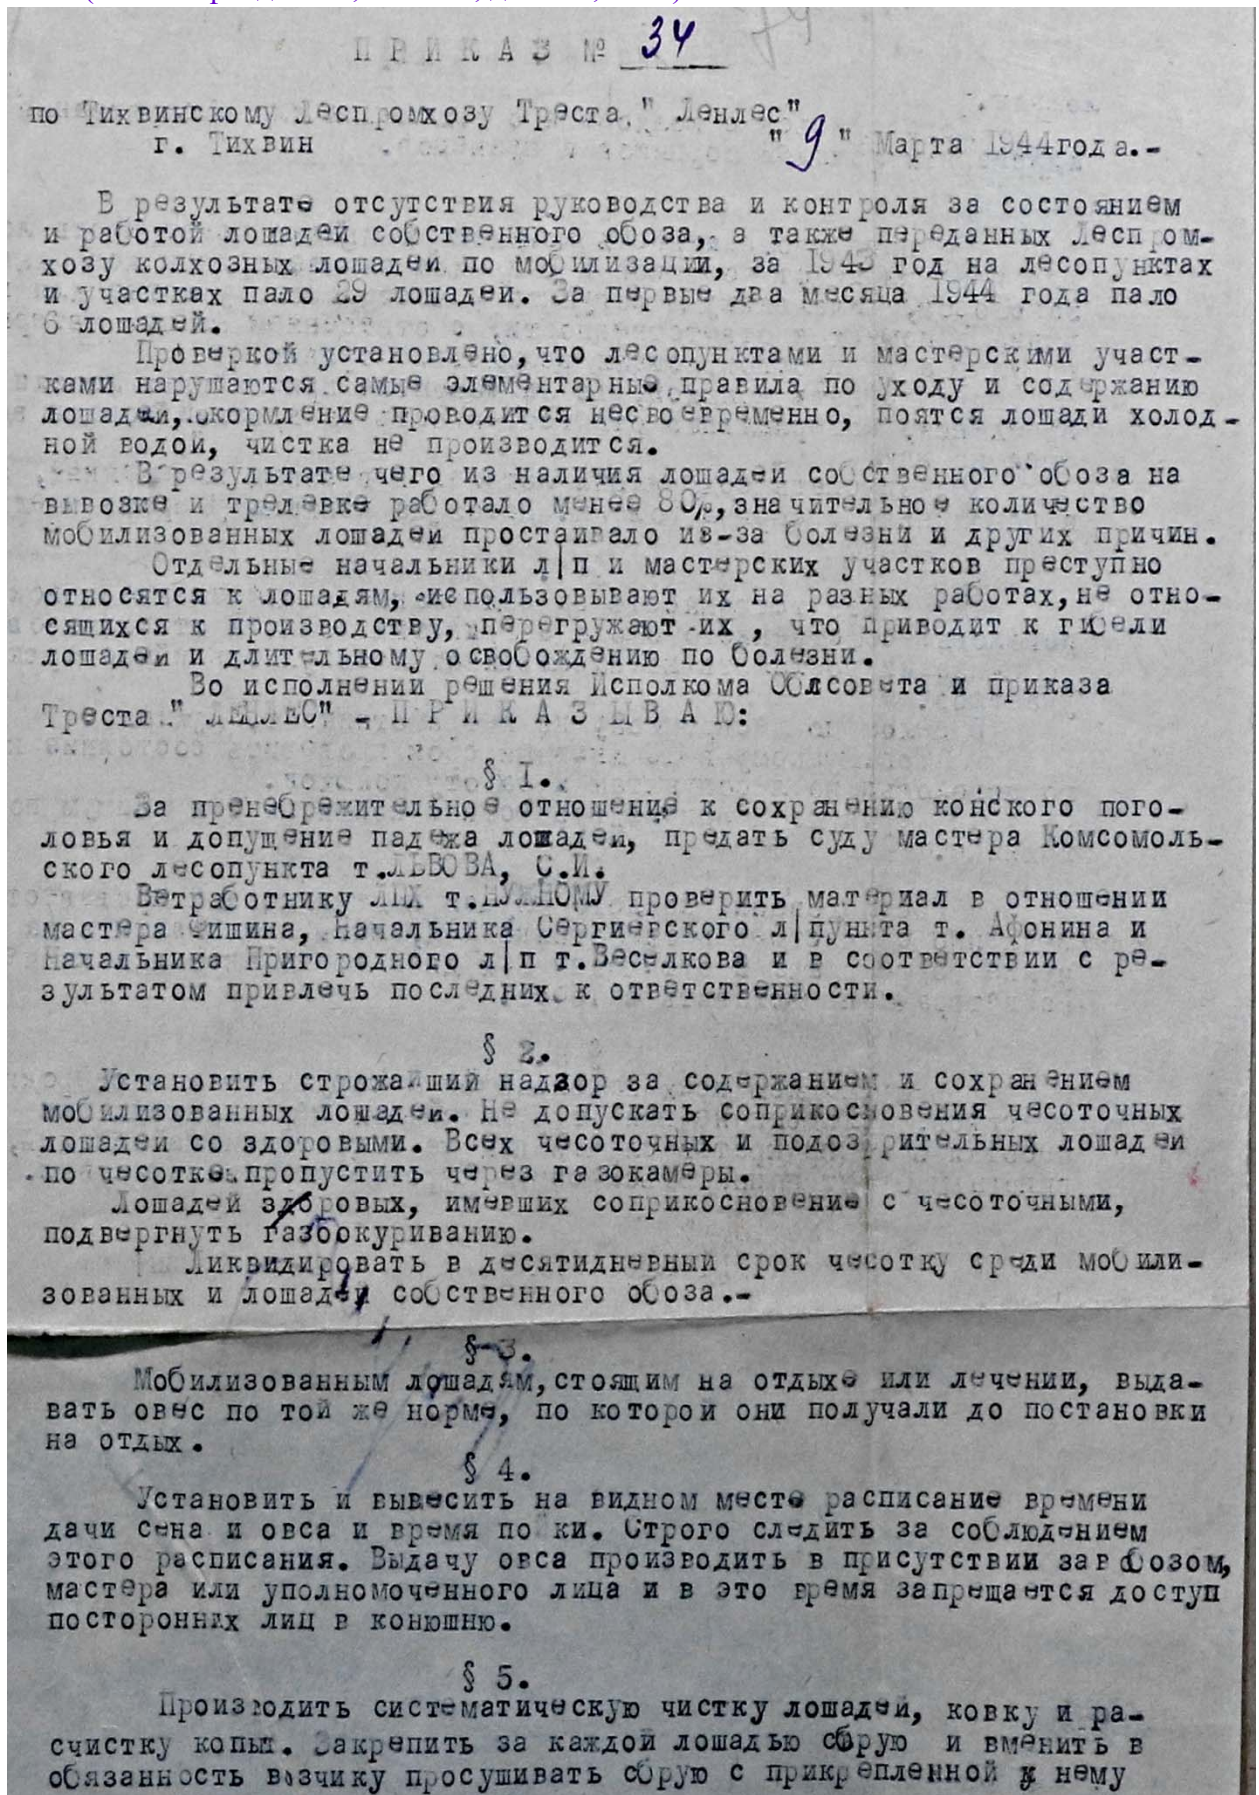 ПРИКАЗ № 34
по Тихвинскому Леспромхозу Треста " Ленлес"
г. Тихвин " 9 " Марта 1944 года.-
В результате отсутствия руководства и контроля за состоянием
и работой лошадей собственного обоза, а также переданных Леспром-
хозу колхозных лошадей по мобилизации, за 1943 год на лесопунктах
и участках пало 29 лошадей. За первые два месяца 1944 года пало
6 лошадей.
Проверкой установлено, что лесопунктами и мастерскими участ-
ками нарушаются самые элементарные правила по уходу и содержанию
лошадей, кормление проводится несвоевременно, поятся лошади холод-
ной водой, чистка не производится.
В результате чего из наличия лошадей собственного обоза на
вывозке и трелевке работало менее 80%, значительное количество
мобилизованных лошадей простаивало из-за болезни и других причин.
Отдельные начальники л|п и мастерских участков преступно
относятся к лошадям, использовывают их на разных работах, не отно-
сящихся к производству, перегружают их , что приводит к гибели
лошадей и длительному освобождению по болезни.
Во исполнении решения Исполкома Облсовета и приказа
Треста " ЛЕНЛЕС" - П Р И К А З Ы В А Ю:
§ I.
За пренебрежительное отношение к сохранению конского пого-
ловья и допущение падежа лошадей, предать суду мастера Комсомоль-
ского лесопункта т.ЛЬВОВА, С.И.
Ветработнику ЛПХ т.НУЖНОМУ проверить материал в отношении
мастера Фишина, Начальника Сергиевского л|пункта т. Афонина и
Начальника Пригородного л|п т.Веселкова и в соответствии с ре-
зультатом привлечь последних к ответственности.
§ 2.
Установить строжайший надзор за содержанием и сохранением
мобилизованных лошадей. Не допускать соприкосновения чесоточных
лошадей со здоровыми. Всех чесоточных и подозрительных лошадей
по чесотке пропустить через газокамеры.
Лошадей здоровых, имевших соприкосновение с чесоточными,
подвергнуть газоокуриванию.
Ликвидировать в десятидневный срок чесотку среди мобили-
зованных и лошадей собственного обоза.-
§ 3.
Мобилизованным лошадям, стоящим на отдыхе или лечении, выда-
вать овес по той же норме, по которой они получали до постановки
на отдых.
§ 4.
Установить и вывесить на видном месте расписание времени
дачи сена и овса и время по ки. Строго следить за соблюдением
этого расписания. Выдачу овса производить в присутствии завобозом,
мастера или уполномоченного лица и в это время запрещается доступ
посторонних лиц в конюшню.
§ 5.
Производить систематическую чистку лошадей, ковку и ра-
счистку копыт. Закрепить за каждой лошадью сбрую и вменить в
обязанность возчику просушивать сбрую с прикрепленной к нему